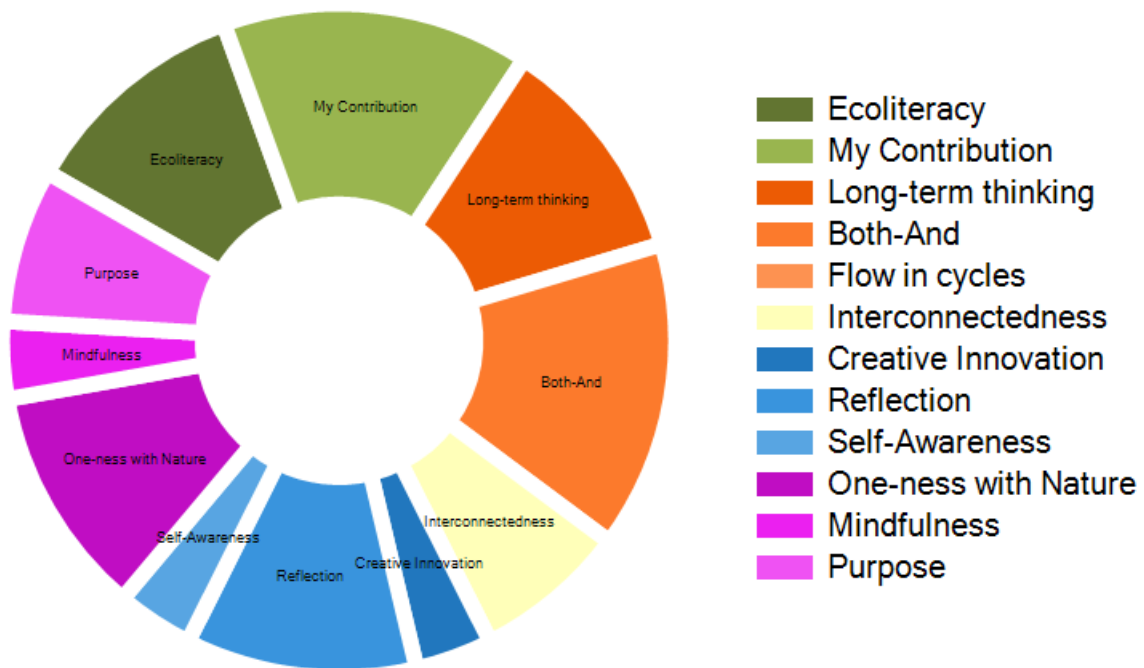 My Contribution
Ecoliteracy
Long-term thinking
Purpose
Mindfulness
Both-And
One-ness with Nature
Interconnectedness
Self-Awareness
Creative Innovation
Reflection
Ecoliteracy
My Contribution
Long-term thinking
Both-And
Flow in cycles
Interconnectedness
Creative Innovation
Reflection
Self-Awareness
One-ness with Nature
Mindfulness
Purpose